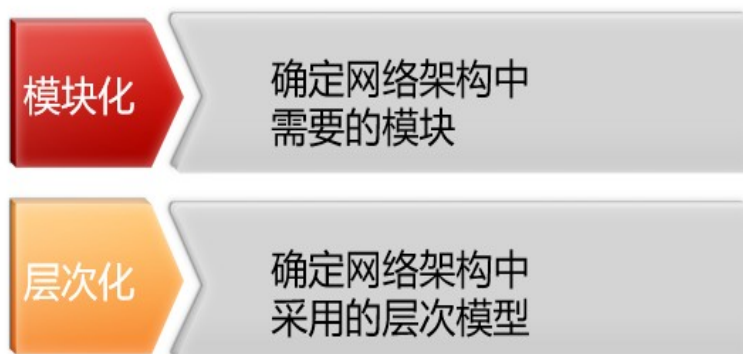 模块化
确定网络架构中
需要的模块
层次化
确定网络架构中
采用的层次模型